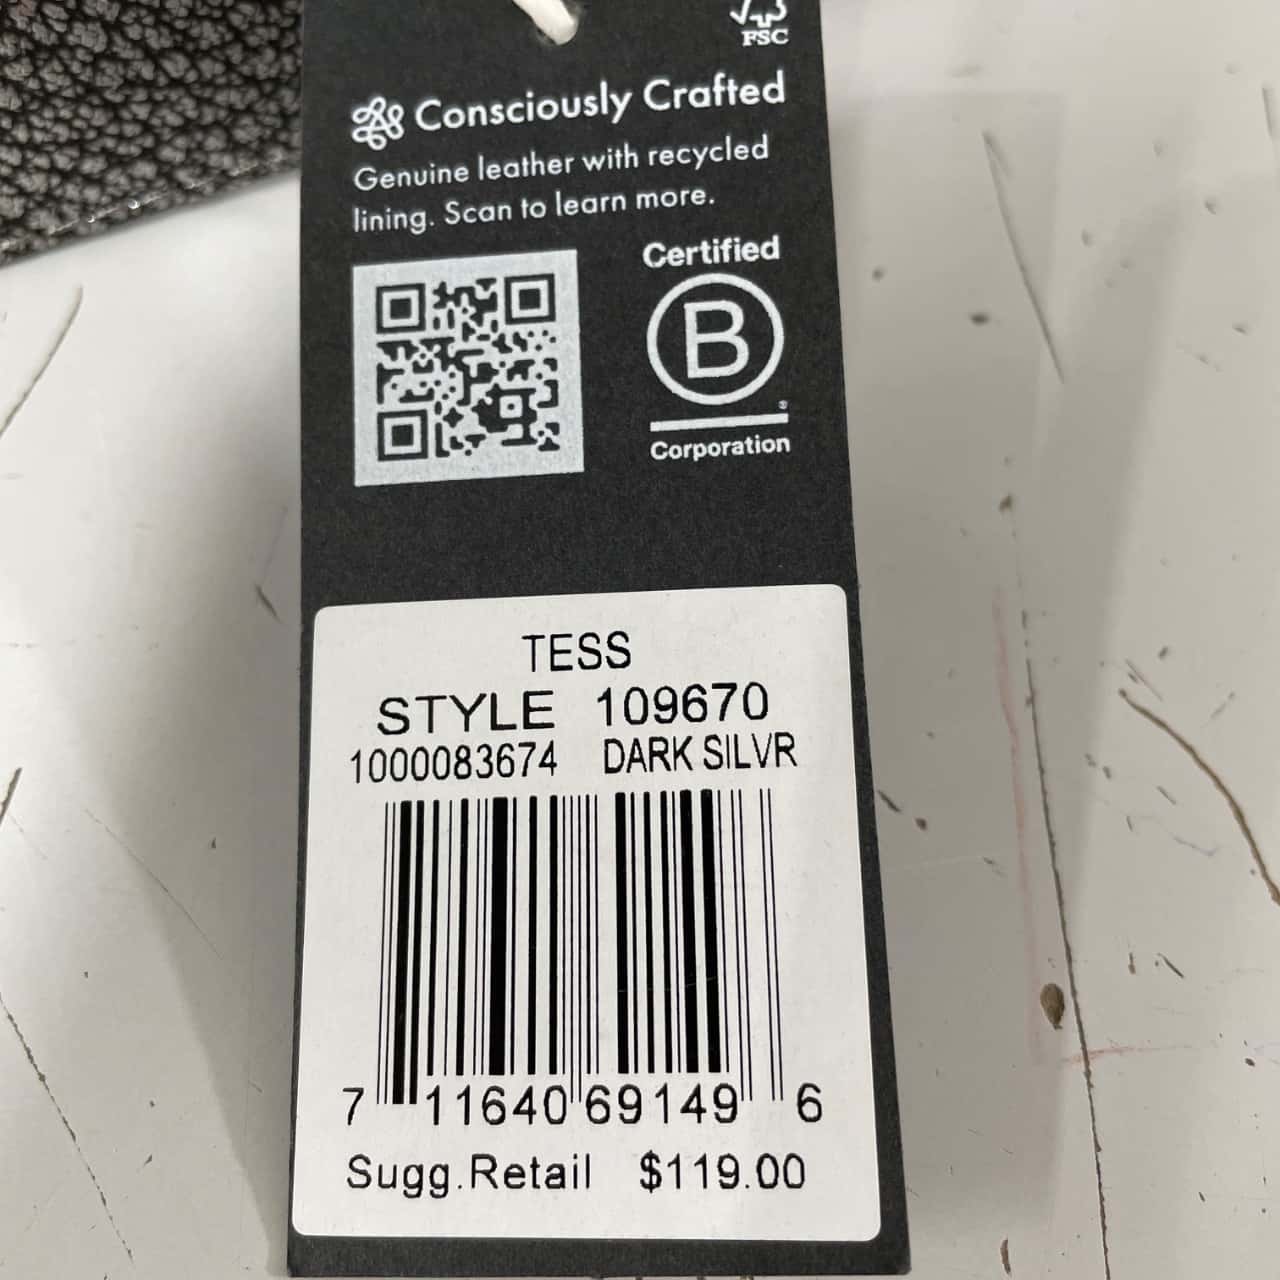 FSC
Consciously Crafted
Genuine leather with recycled
lining. Scan to learn more.
Certified
B
®
Corporation
TESS
STYLE 109670
1000083674 DARK SILVR
7 11640 69149 6
Sugg.Retail $119.00